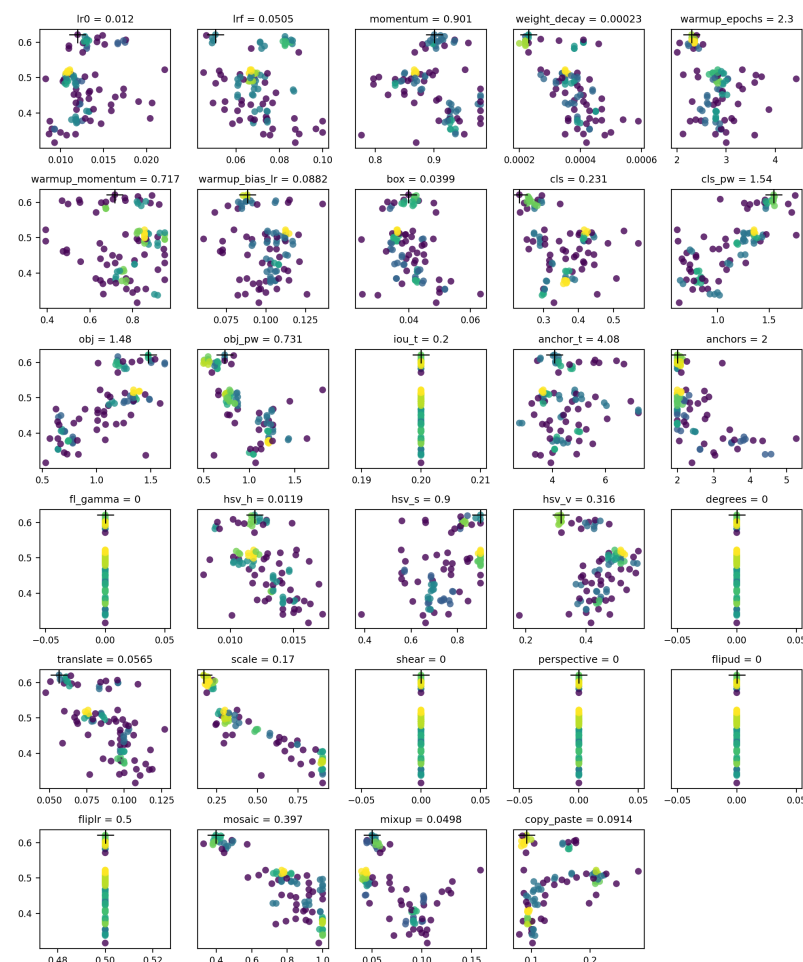 lr0 = 0.012 lrf = 0.0505 momentum = 0.901 weight_decay = 0.00023 warmup_epochs = 2.3
0.6
0.5
0.4
0.010 0.015 0.020 0.06 0.08 0.10 0.8 0.9 0.0002 0.0004 0.0006 2 3 4
warmup_momentum = 0.717 warmup_bias_lr = 0.0882 box = 0.0399 cls = 0.231 cls_pw = 1.54
0.6
0.5
0.4
0.4 0.6 0.8 0.075 0.100 0.125 0.04 0.06 0.3 0.4 0.5 1.0 1.5
obj = 1.48 obj_pw = 0.731 iou_t = 0.2 anchor_t = 4.08 anchors = 2
0.6
0.5
0.4
0.5 1.0 1.5 0.5 1.0 1.5 0.19 0.20 0.21 4 6 2 3 4 5
fl_gamma = 0 hsv_h = 0.0119 hsv_s = 0.9 hsv_v = 0.316 degrees = 0
0.6
0.5
0.4
−0.05 0.00 0.05 0.010 0.015 0.4 0.6 0.8 0.2 0.4 −0.05 0.00 0.05
translate = 0.0565 scale = 0.17 shear = 0 perspective = 0 flipud = 0
0.6
0.5
0.4
0.050 0.075 0.100 0.125 0.25 0.50 0.75 −0.05 0.00 0.05 −0.05 0.00 0.05 −0.05 0.00 0.05
fliplr = 0.5 mosaic = 0.397 mixup = 0.0498 copy_paste = 0.0914
0.6
0.5
0.4
0.48 0.50 0.52 0.4 0.6 0.8 1.0 0.05 0.10 0.15 0.1 0.2